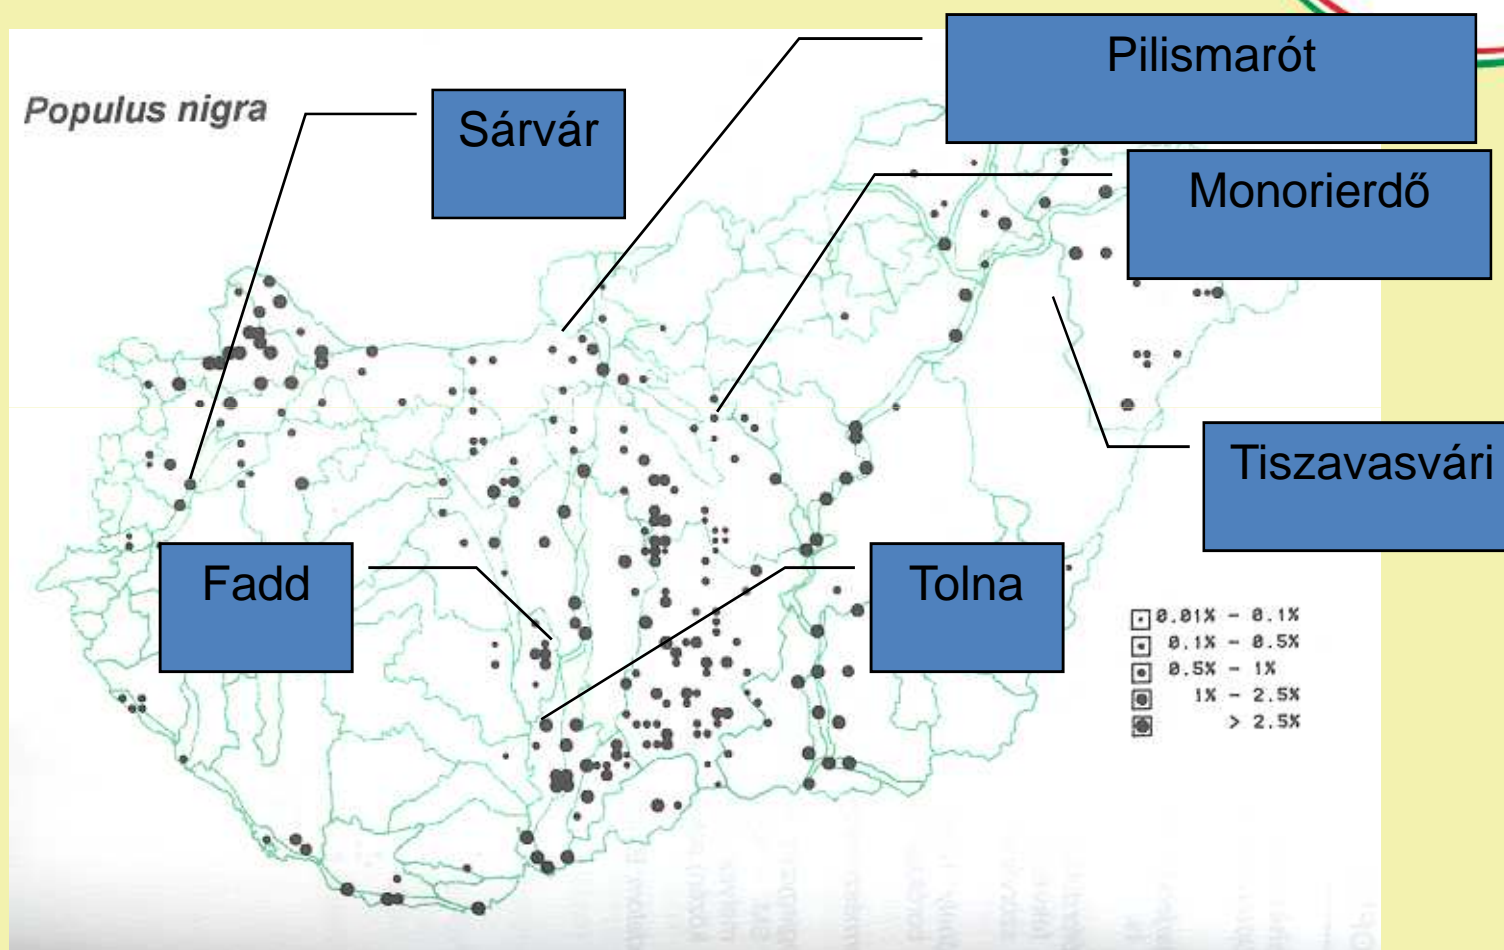 Pilismarót
Populus nigra
Sárvár
Monorierdő
Tiszavasvári
Fadd
Tolna
0.01% - 0.1%
0.1% - 0.5%
0.5% - 1%
1% - 2.5%
> 2.5%